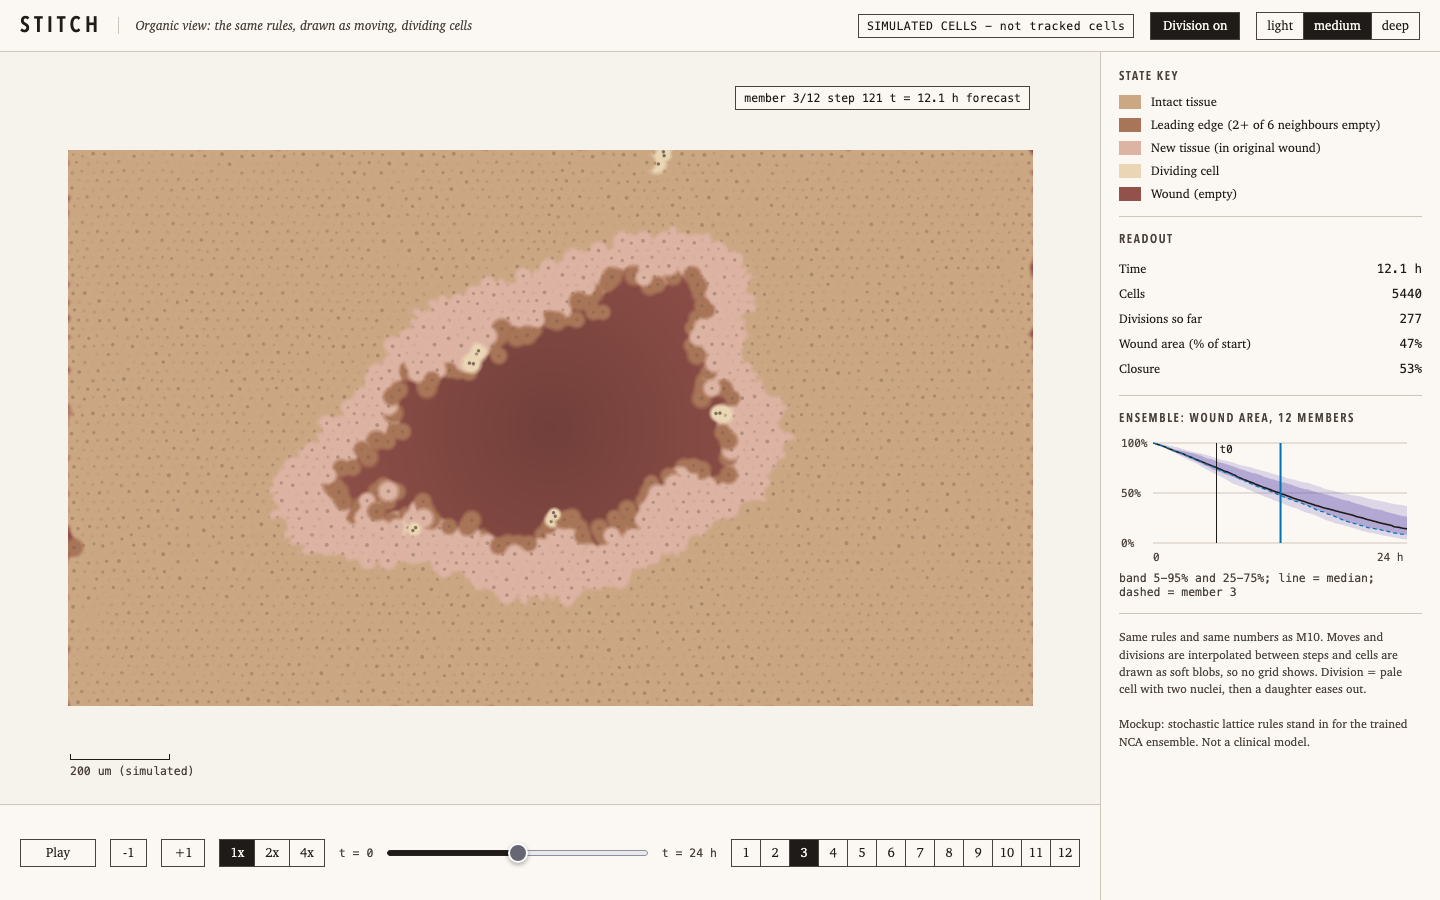 STITCH
Organic view: the same rules, drawn as moving, dividing cells
SIMULATED CELLS – not tracked cells
Division on
light medium deep
member 3/12 step 121 t = 12.1 h forecast
200 um (simulated)
Play
-1
+1
1x 2x 4x
t = 0
t = 24 h
1 2 3 4 5 6 7 8 9 10 11 12
STATE KEY
Intact tissue
Leading edge (2+ of 6 neighbours empty)
New tissue (in original wound)
Dividing cell
Wound (empty)
READOUT
Time 12.1 h
Cells 5440
Divisions so far 277
Wound area (% of start) 47%
Closure 53%
ENSEMBLE: WOUND AREA, 12 MEMBERS
100%
t0
50%
0%
0 24 h
band 5–95% and 25–75%; line = median;
dashed = member 3
Same rules and same numbers as M10. Moves and
divisions are interpolated between steps and cells are
drawn as soft blobs, so no grid shows. Division = pale
cell with two nuclei, then a daughter eases out.
Mockup: stochastic lattice rules stand in for the trained
NCA ensemble. Not a clinical model.